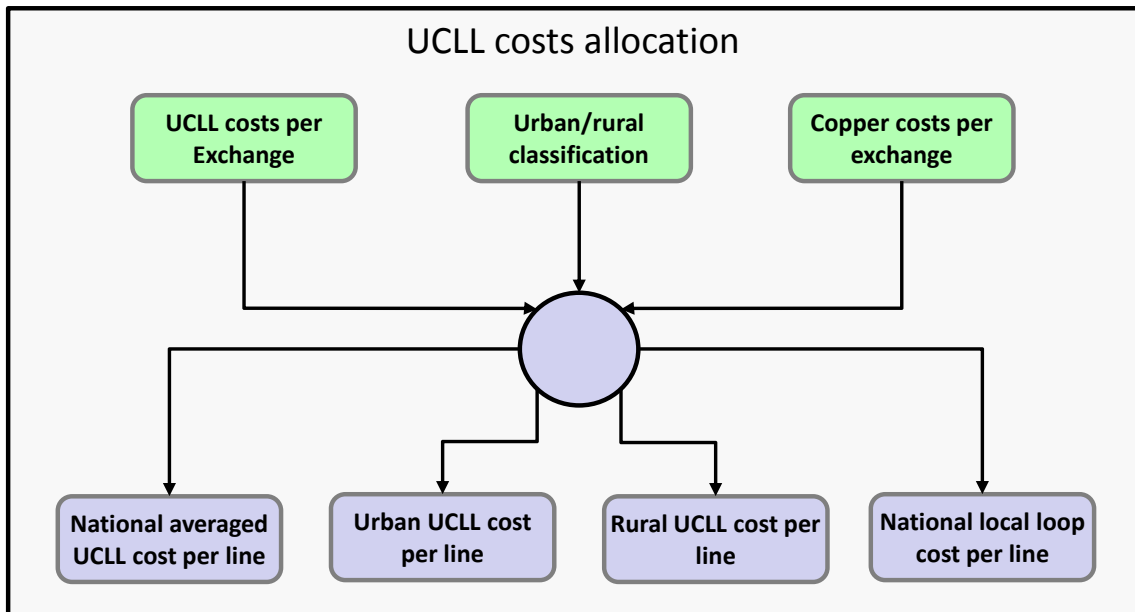 UCLL costs allocation
UCLL costs per
Exchange
Urban/rural
classification
Copper costs per
exchange
National averaged
UCLL cost per line
Urban UCLL cost
per line
Rural UCLL cost per
line
National local loop
cost per line